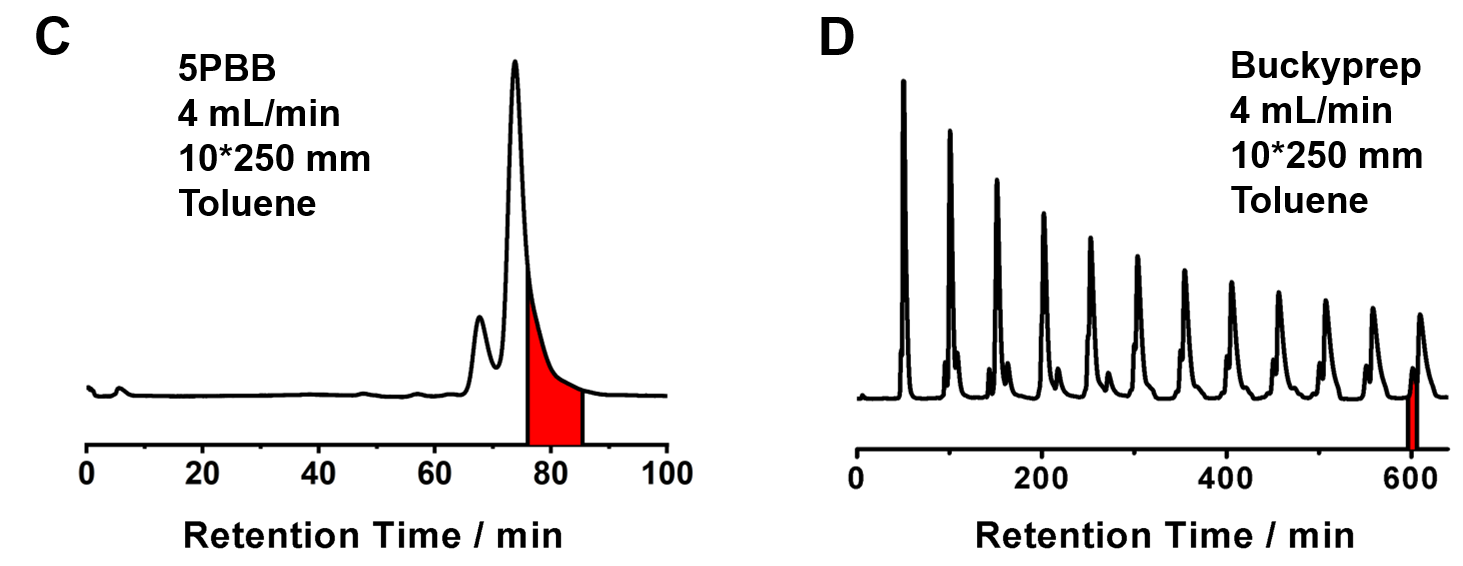 C
5PBB
4 mL/min
10*250 mm
Toluene
0 20 40 60 80 100
Retention Time / min
D
Buckyprep
4 mL/min
10*250 mm
Toluene
0 200 400 600
Retention Time / min